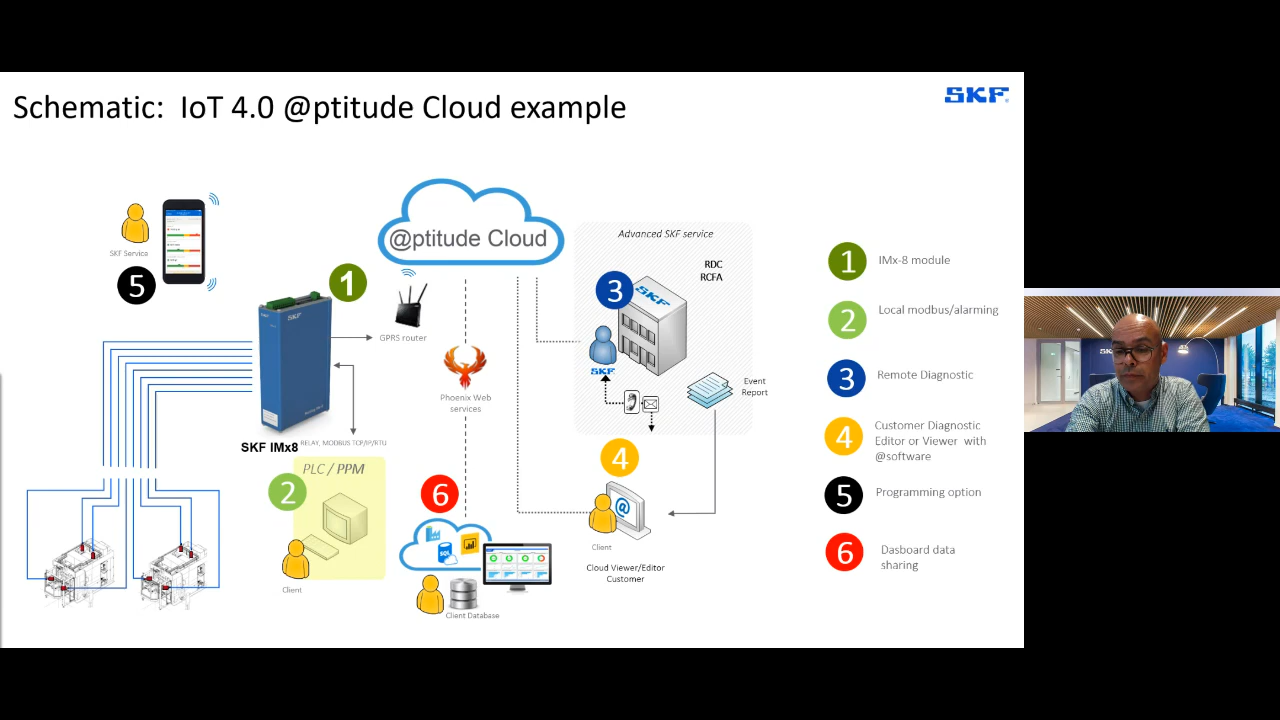 Schematic:  IoT 4.0 @ptitude Cloud example
SKF
@ptitude Cloud
Advanced SKF service
RDC
RCFA
3
SKF
SKF
Event
Report
SKF Service
5
1
SKF
GPRS router
Phoenix Web
services
SKF IMx8
RELAY, MODBUS TCP/IP/RTU
PLC / PPM
2
Client
6
SQL
Client Database
4
@
Client
Cloud Viewer/Editor
Customer
1
IMx-8 module
2
Local modbus/alarming
3
Remote Diagnostic
4
Customer Diagnostic
Editor or Viewer  with
@software
5
Programming option
6
Dasboard data
sharing